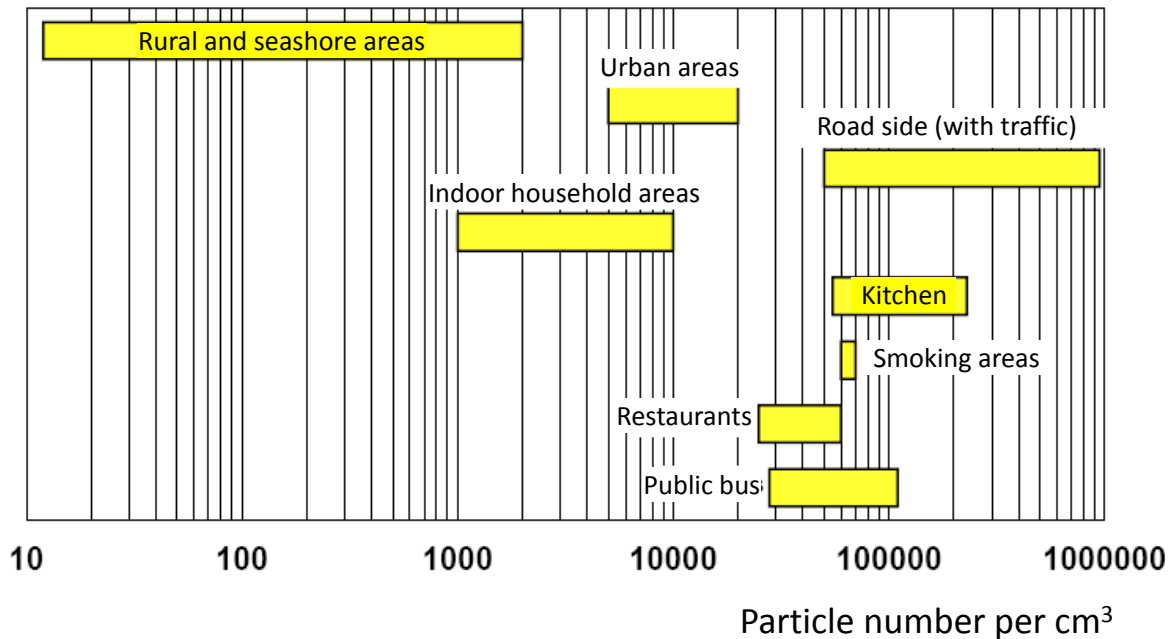 Rural and seashore areas
Urban areas
Road side (with traffic)
Indoor household areas
Kitchen
Smoking areas
Restaurants
Public bus
10 100 1000 10000 100000 1000000
Particle number per cm³